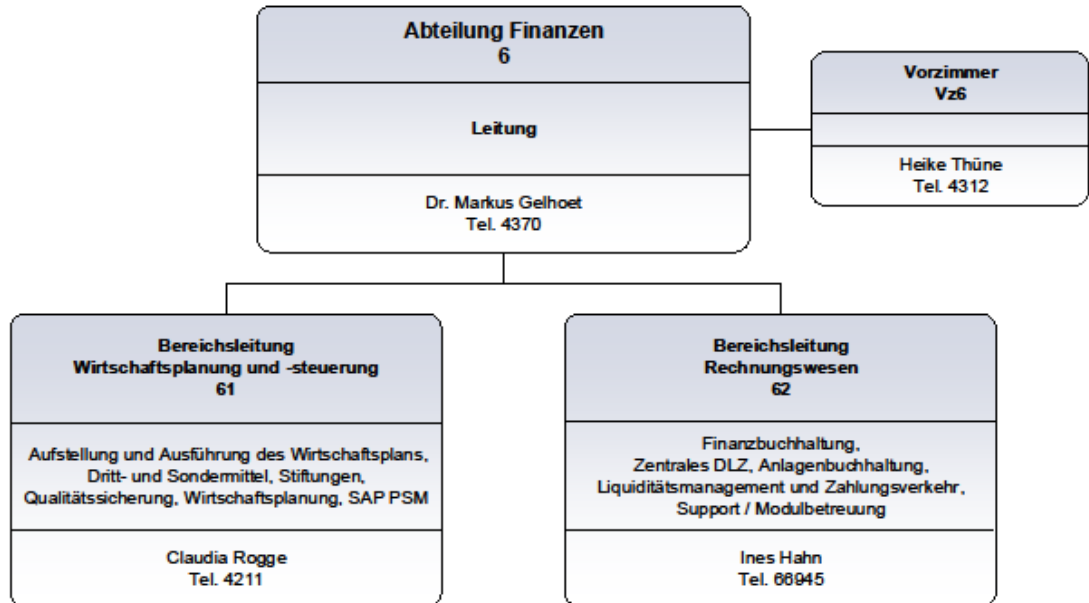 Abteilung Finanzen
6
Leitung
Dr. Markus Gelhoet
Tel. 4370
Vorzimmer
Vz6
Heike Thüne
Tel. 4312
Bereichsleitung
Wirtschaftsplanung und -steuerung
61
Aufstellung und Ausführung des Wirtschaftsplans,
Dritt- und Sondermittel, Stiftungen,
Qualitätssicherung, Wirtschaftsplanung, SAP PSM
Claudia Rogge
Tel. 4211
Bereichsleitung
Rechnungswesen
62
Finanzbuchhaltung,
Zentrales DLZ, Anlagenbuchhaltung,
Liquiditätsmanagement und Zahlungsverkehr,
Support / Modulbetreuung
Ines Hahn
Tel. 66945